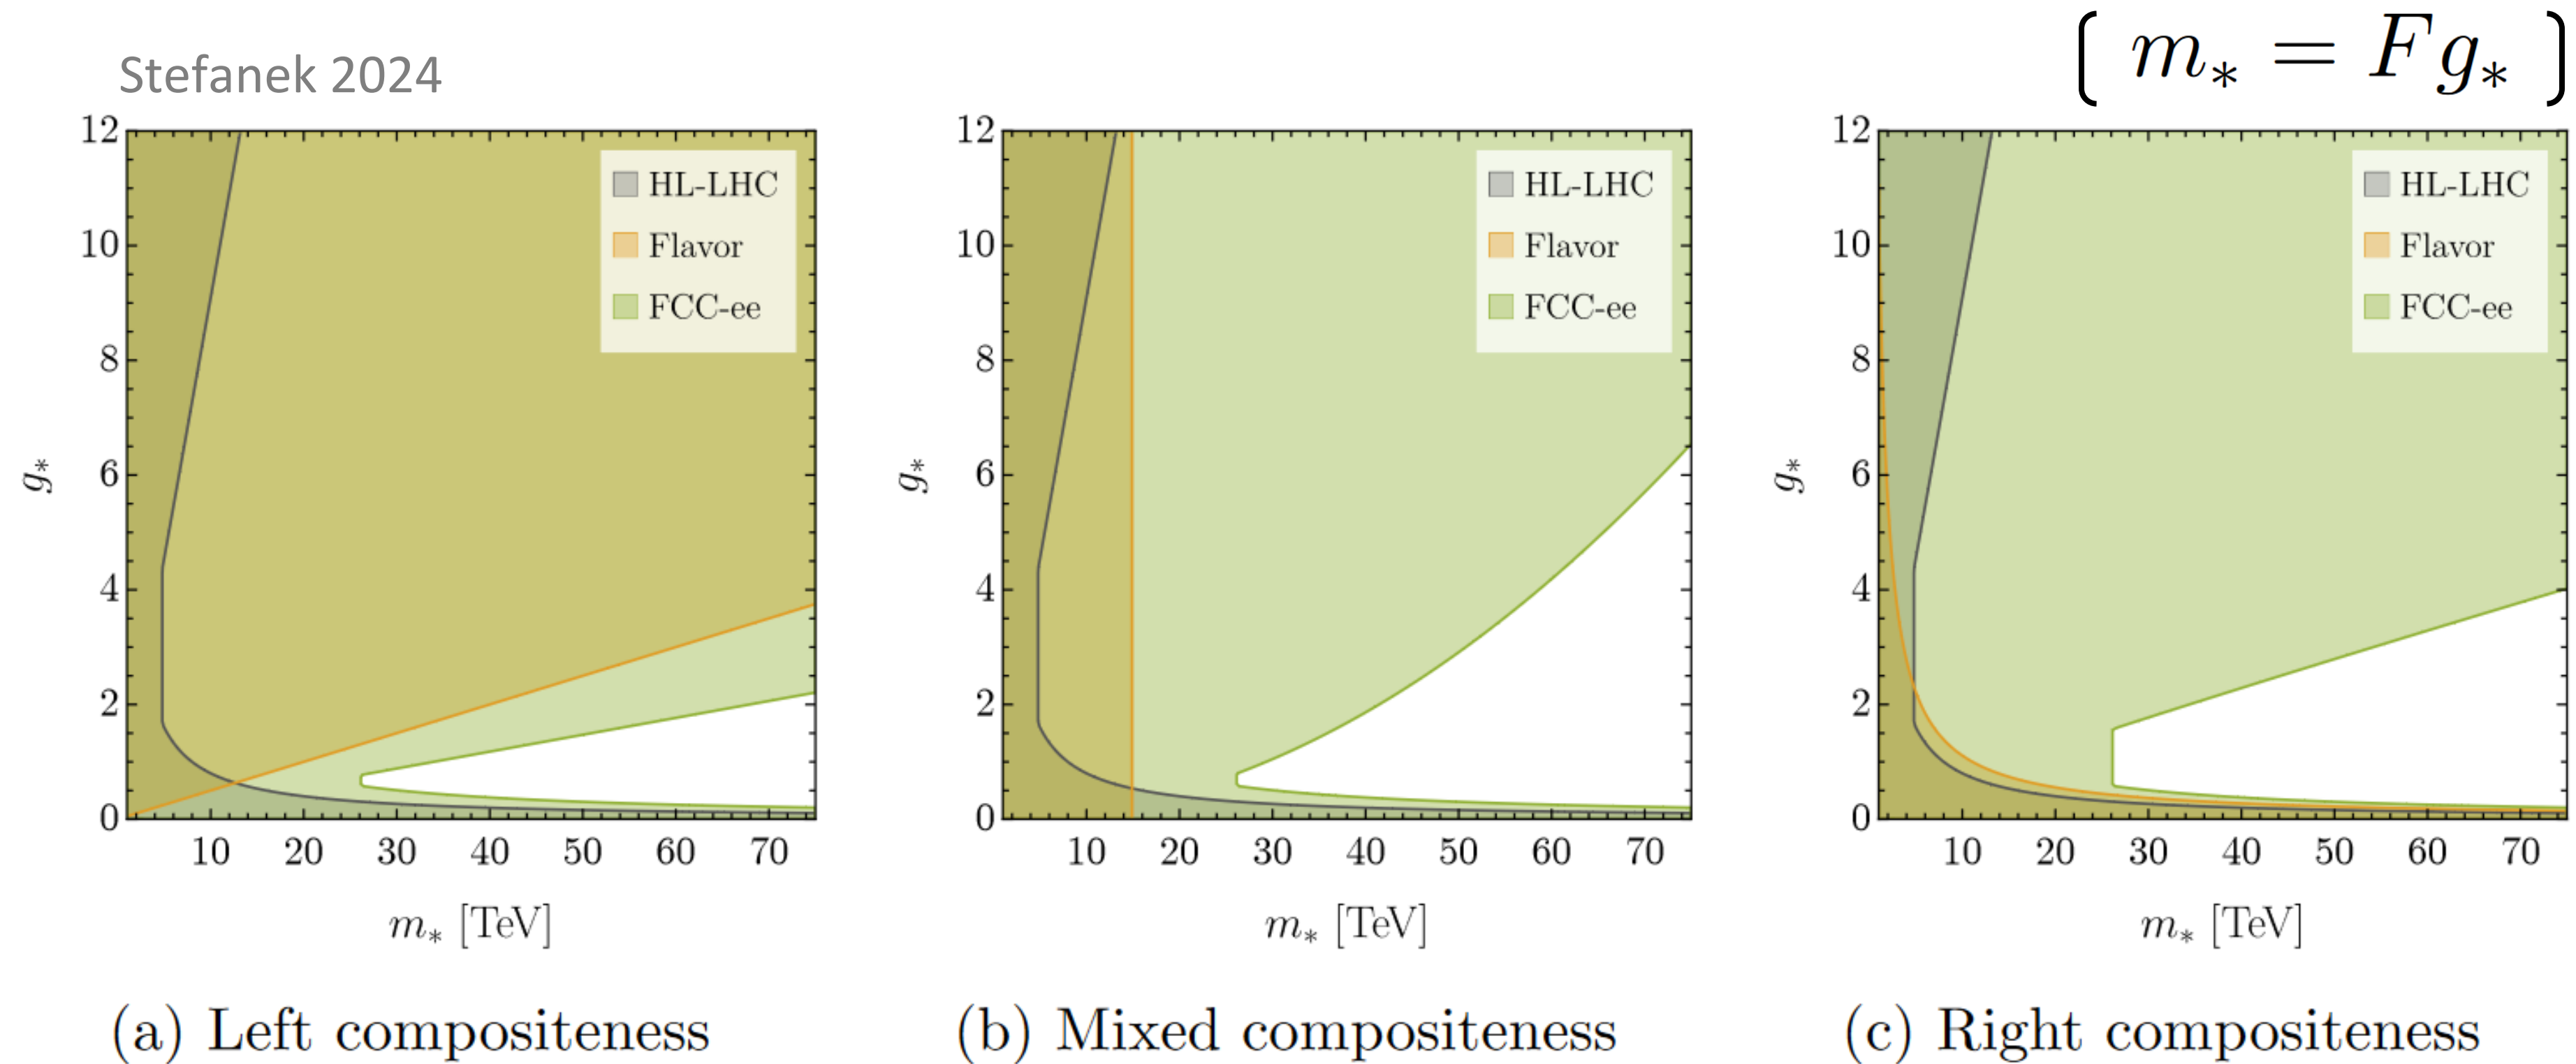 Stefanek 2024
( m* = F g* )
12
10
8
6
4
2
0
g*
HL-LHC
Flavor
FCC-ee
10 20 30 40 50 60 70
m* [TeV]
(a) Left compositeness
12
10
8
6
4
2
0
g*
HL-LHC
Flavor
FCC-ee
10 20 30 40 50 60 70
m* [TeV]
(b) Mixed compositeness
12
10
8
6
4
2
0
g*
HL-LHC
Flavor
FCC-ee
10 20 30 40 50 60 70
m* [TeV]
(c) Right compositeness